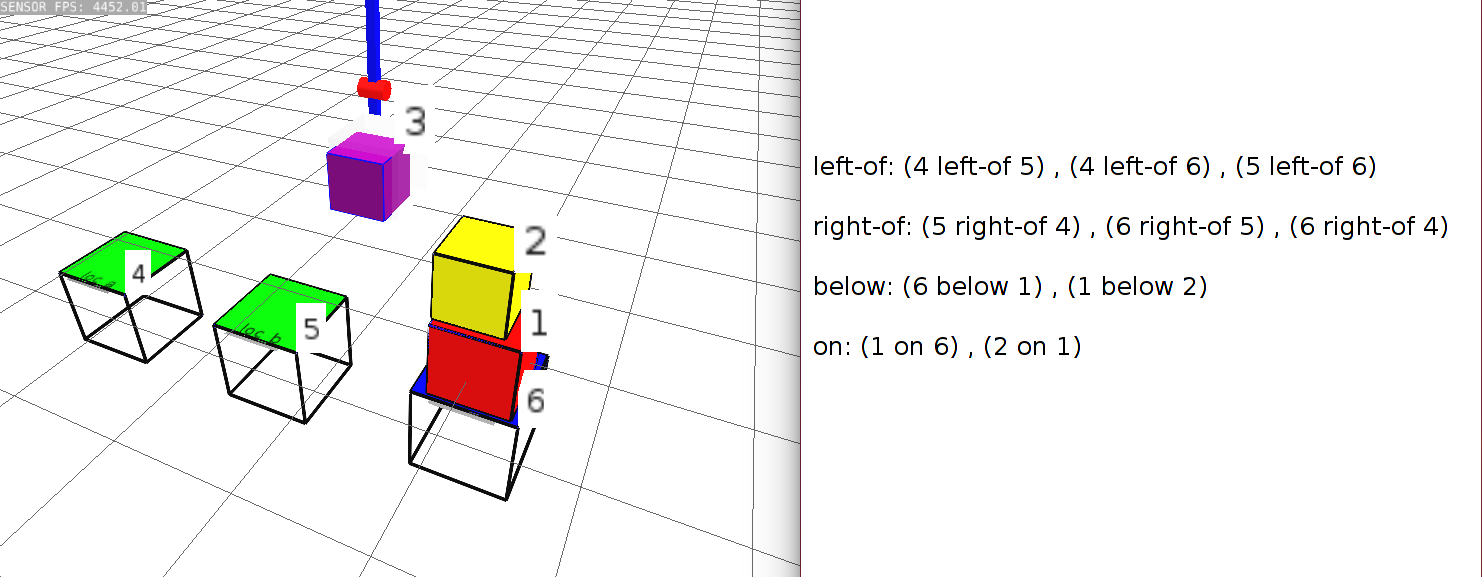 SENSOR FPS: 4452.01
3
2
4
loc_a
1
5
loc_b
6
left-of: (4 left-of 5) , (4 left-of 6) , (5 left-of 6)
right-of: (5 right-of 4) , (6 right-of 5) , (6 right-of 4)
below: (6 below 1) , (1 below 2)
on: (1 on 6) , (2 on 1)